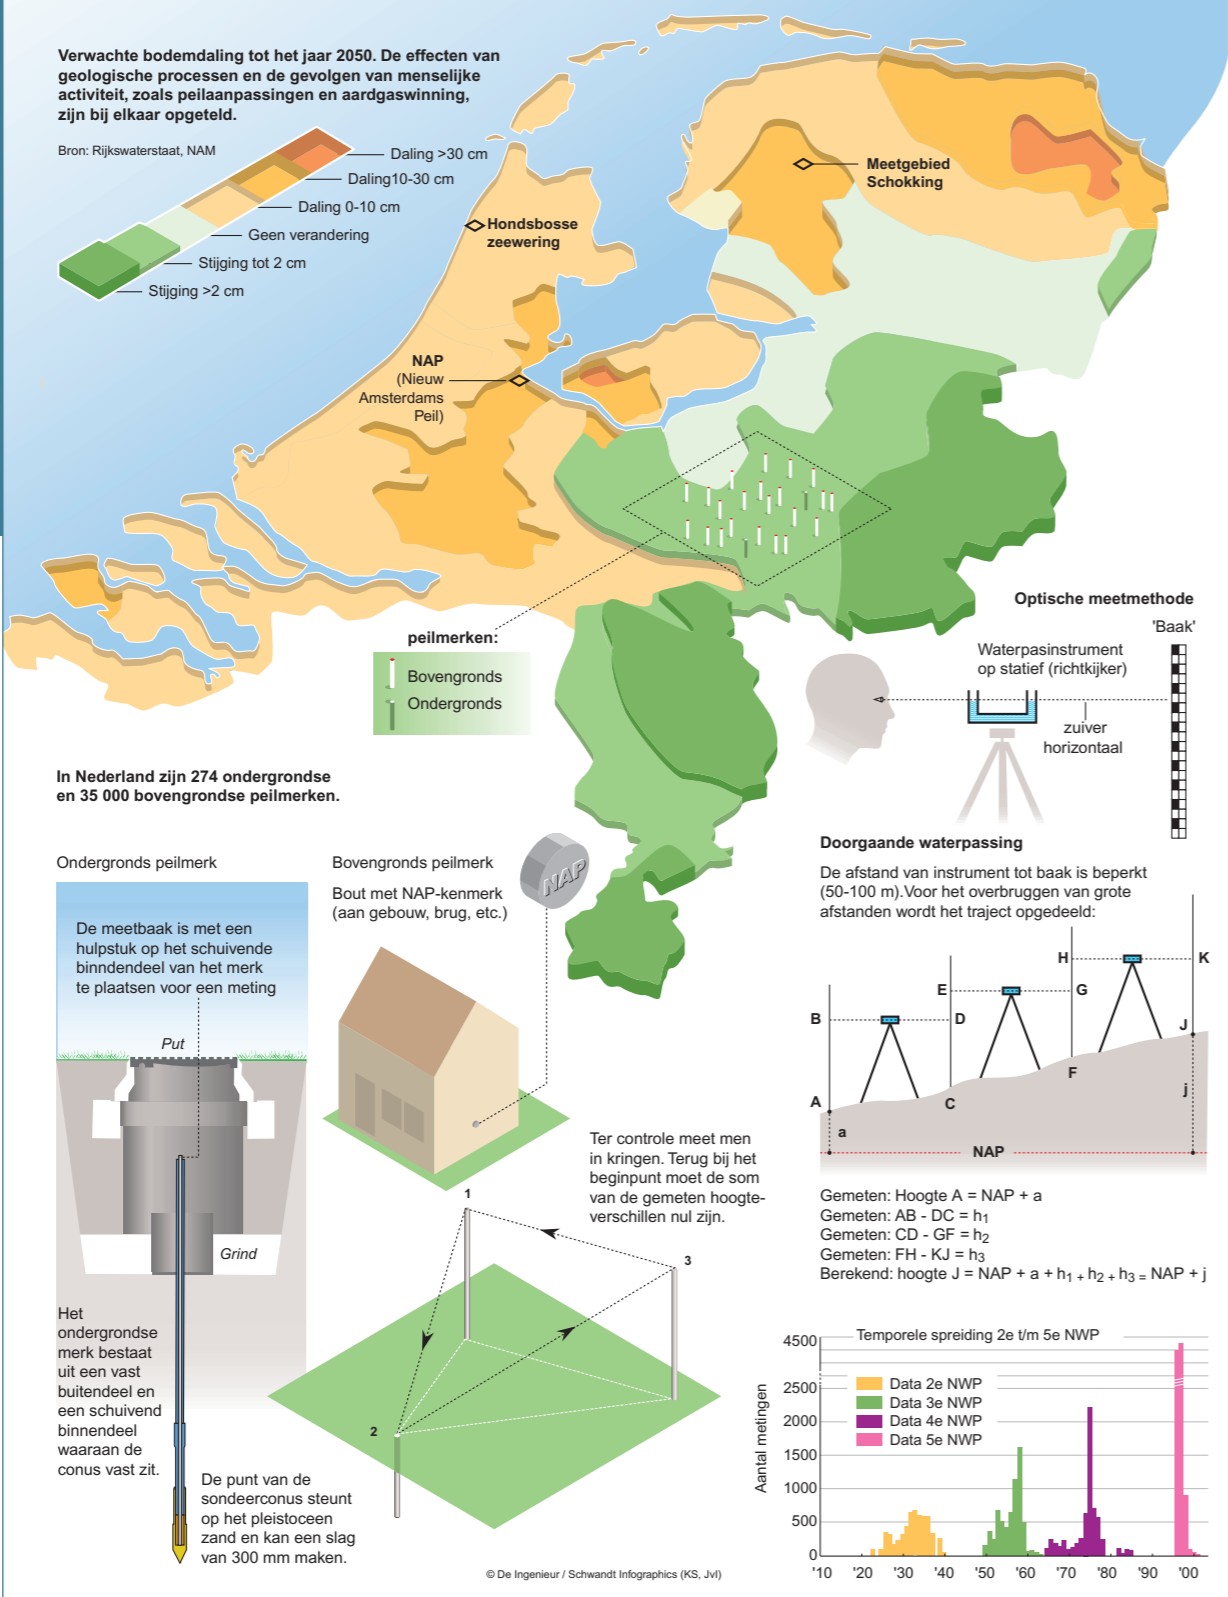 Verwachte bodemdaling tot het jaar 2050. De effecten van
geologische processen en de gevolgen van menselijke
activiteit, zoals peilaanpassingen en aardgaswinning,
zijn bij elkaar opgeteld.
Bron: Rijkswaterstaat, NAM
Daling >30 cm
Daling10-30 cm
Daling 0-10 cm
Geen verandering
Stijging tot 2 cm
Stijging >2 cm
Meetgebied
Schokking
Hondsbosse
zeewering
NAP
(Nieuw
Amsterdams
Peil)
peilmerken:
Bovengronds
Ondergronds
Optische meetmethode
'Baak'
Waterpasinstrument
op statief (richtkijker)
zuiver
horizontaal
In Nederland zijn 274 ondergrondse
en 35 000 bovengrondse peilmerken.
Ondergronds peilmerk
De meetbaak is met een
hulpstuk op het schuivende
binndendeel van het merk
te plaatsen voor een meting
Put
Grind
Het
ondergrondse
merk bestaat
uit een vast
buitendeel en
een schuivend
binnendeel
waaraan de
conus vast zit.
De punt van de
sondeerconus steunt
op het pleistoceen
zand en kan een slag
van 300 mm maken.
Bovengronds peilmerk
Bout met NAP-kenmerk
(aan gebouw, brug, etc.)
NAP
Ter controle meet men
in kringen. Terug bij het
beginpunt moet de som
van de gemeten hoogte-
verschillen nul zijn.
1
3
2
Doorgaande waterpassing
De afstand van instrument tot baak is beperkt
(50-100 m).Voor het overbruggen van grote
afstanden wordt het traject opgedeeld:
H
K
E
G
B
D
J
F
A
C
j
a
NAP
Gemeten: Hoogte A = NAP + a
Gemeten: AB - DC = h1
Gemeten: CD - GF = h2
Gemeten: FH - KJ = h3
Berekend: hoogte J = NAP + a + h1 + h2 + h3 = NAP + j
Temporele spreiding 2e t/m 5e NWP
Data 2e NWP
Data 3e NWP
Data 4e NWP
Data 5e NWP
Aantal metingen
4500
2500
2000
1500
1000
500
0
'10 '20 '30 '40 '50 '60 '70 '80 '90 '00
© De Ingenieur / Schwandt Infographics (KS, JvI)